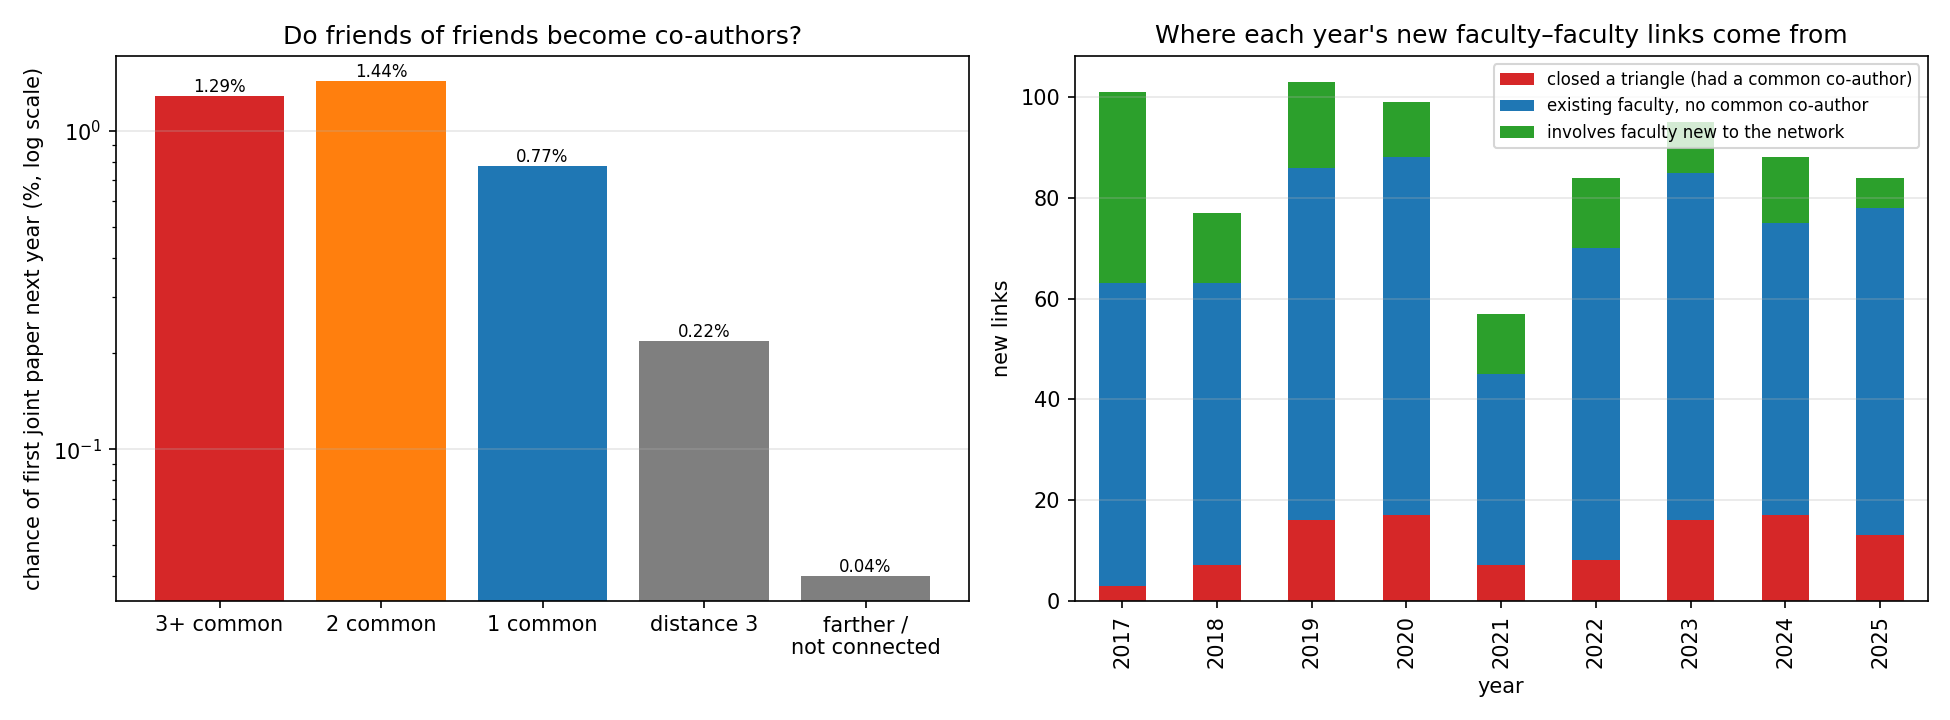 Do friends of friends become co-authors?
chance of first joint paper next year (%, log scale)
10⁰
10⁻¹
1.29%
1.44%
0.77%
0.22%
0.04%
3+ common
2 common
1 common
distance 3
farther /
not connected
Where each year's new faculty–faculty links come from
closed a triangle (had a common co-author)
existing faculty, no common co-author
involves faculty new to the network
new links
100
80
60
40
20
0
2017
2018
2019
2020
2021
2022
2023
2024
2025
year